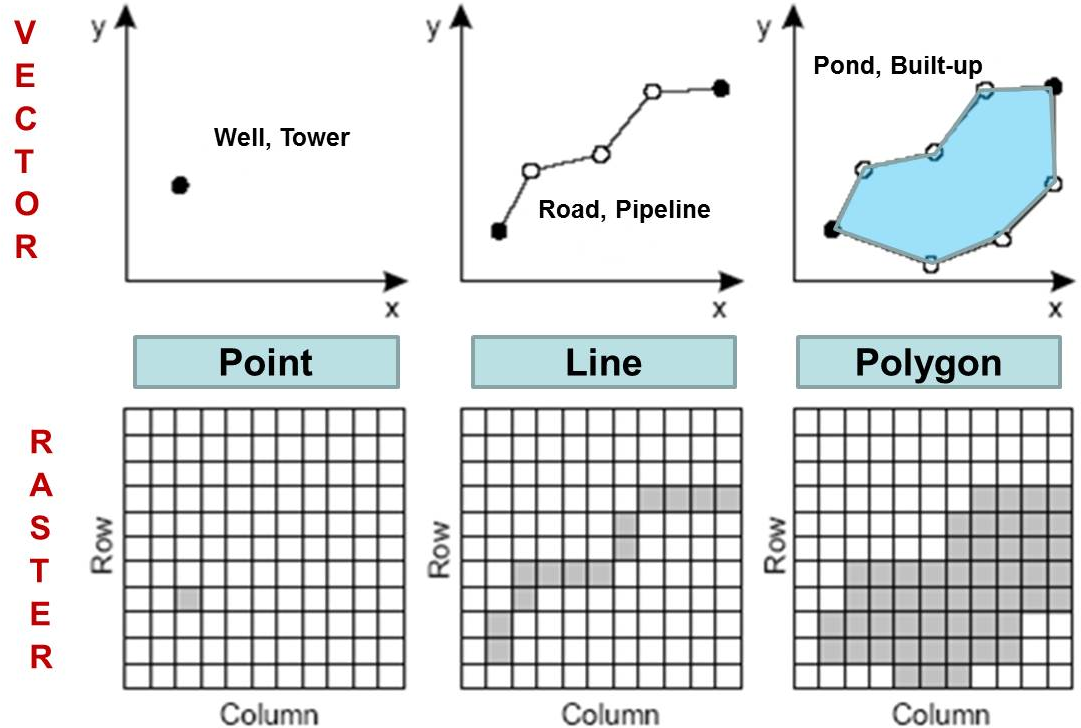 VECTOR
y
Well, Tower
x
y
Road, Pipeline
x
y
Pond, Built-up
x
Point
Line
Polygon
RASTER
Row
Column
Row
Column
Row
Column